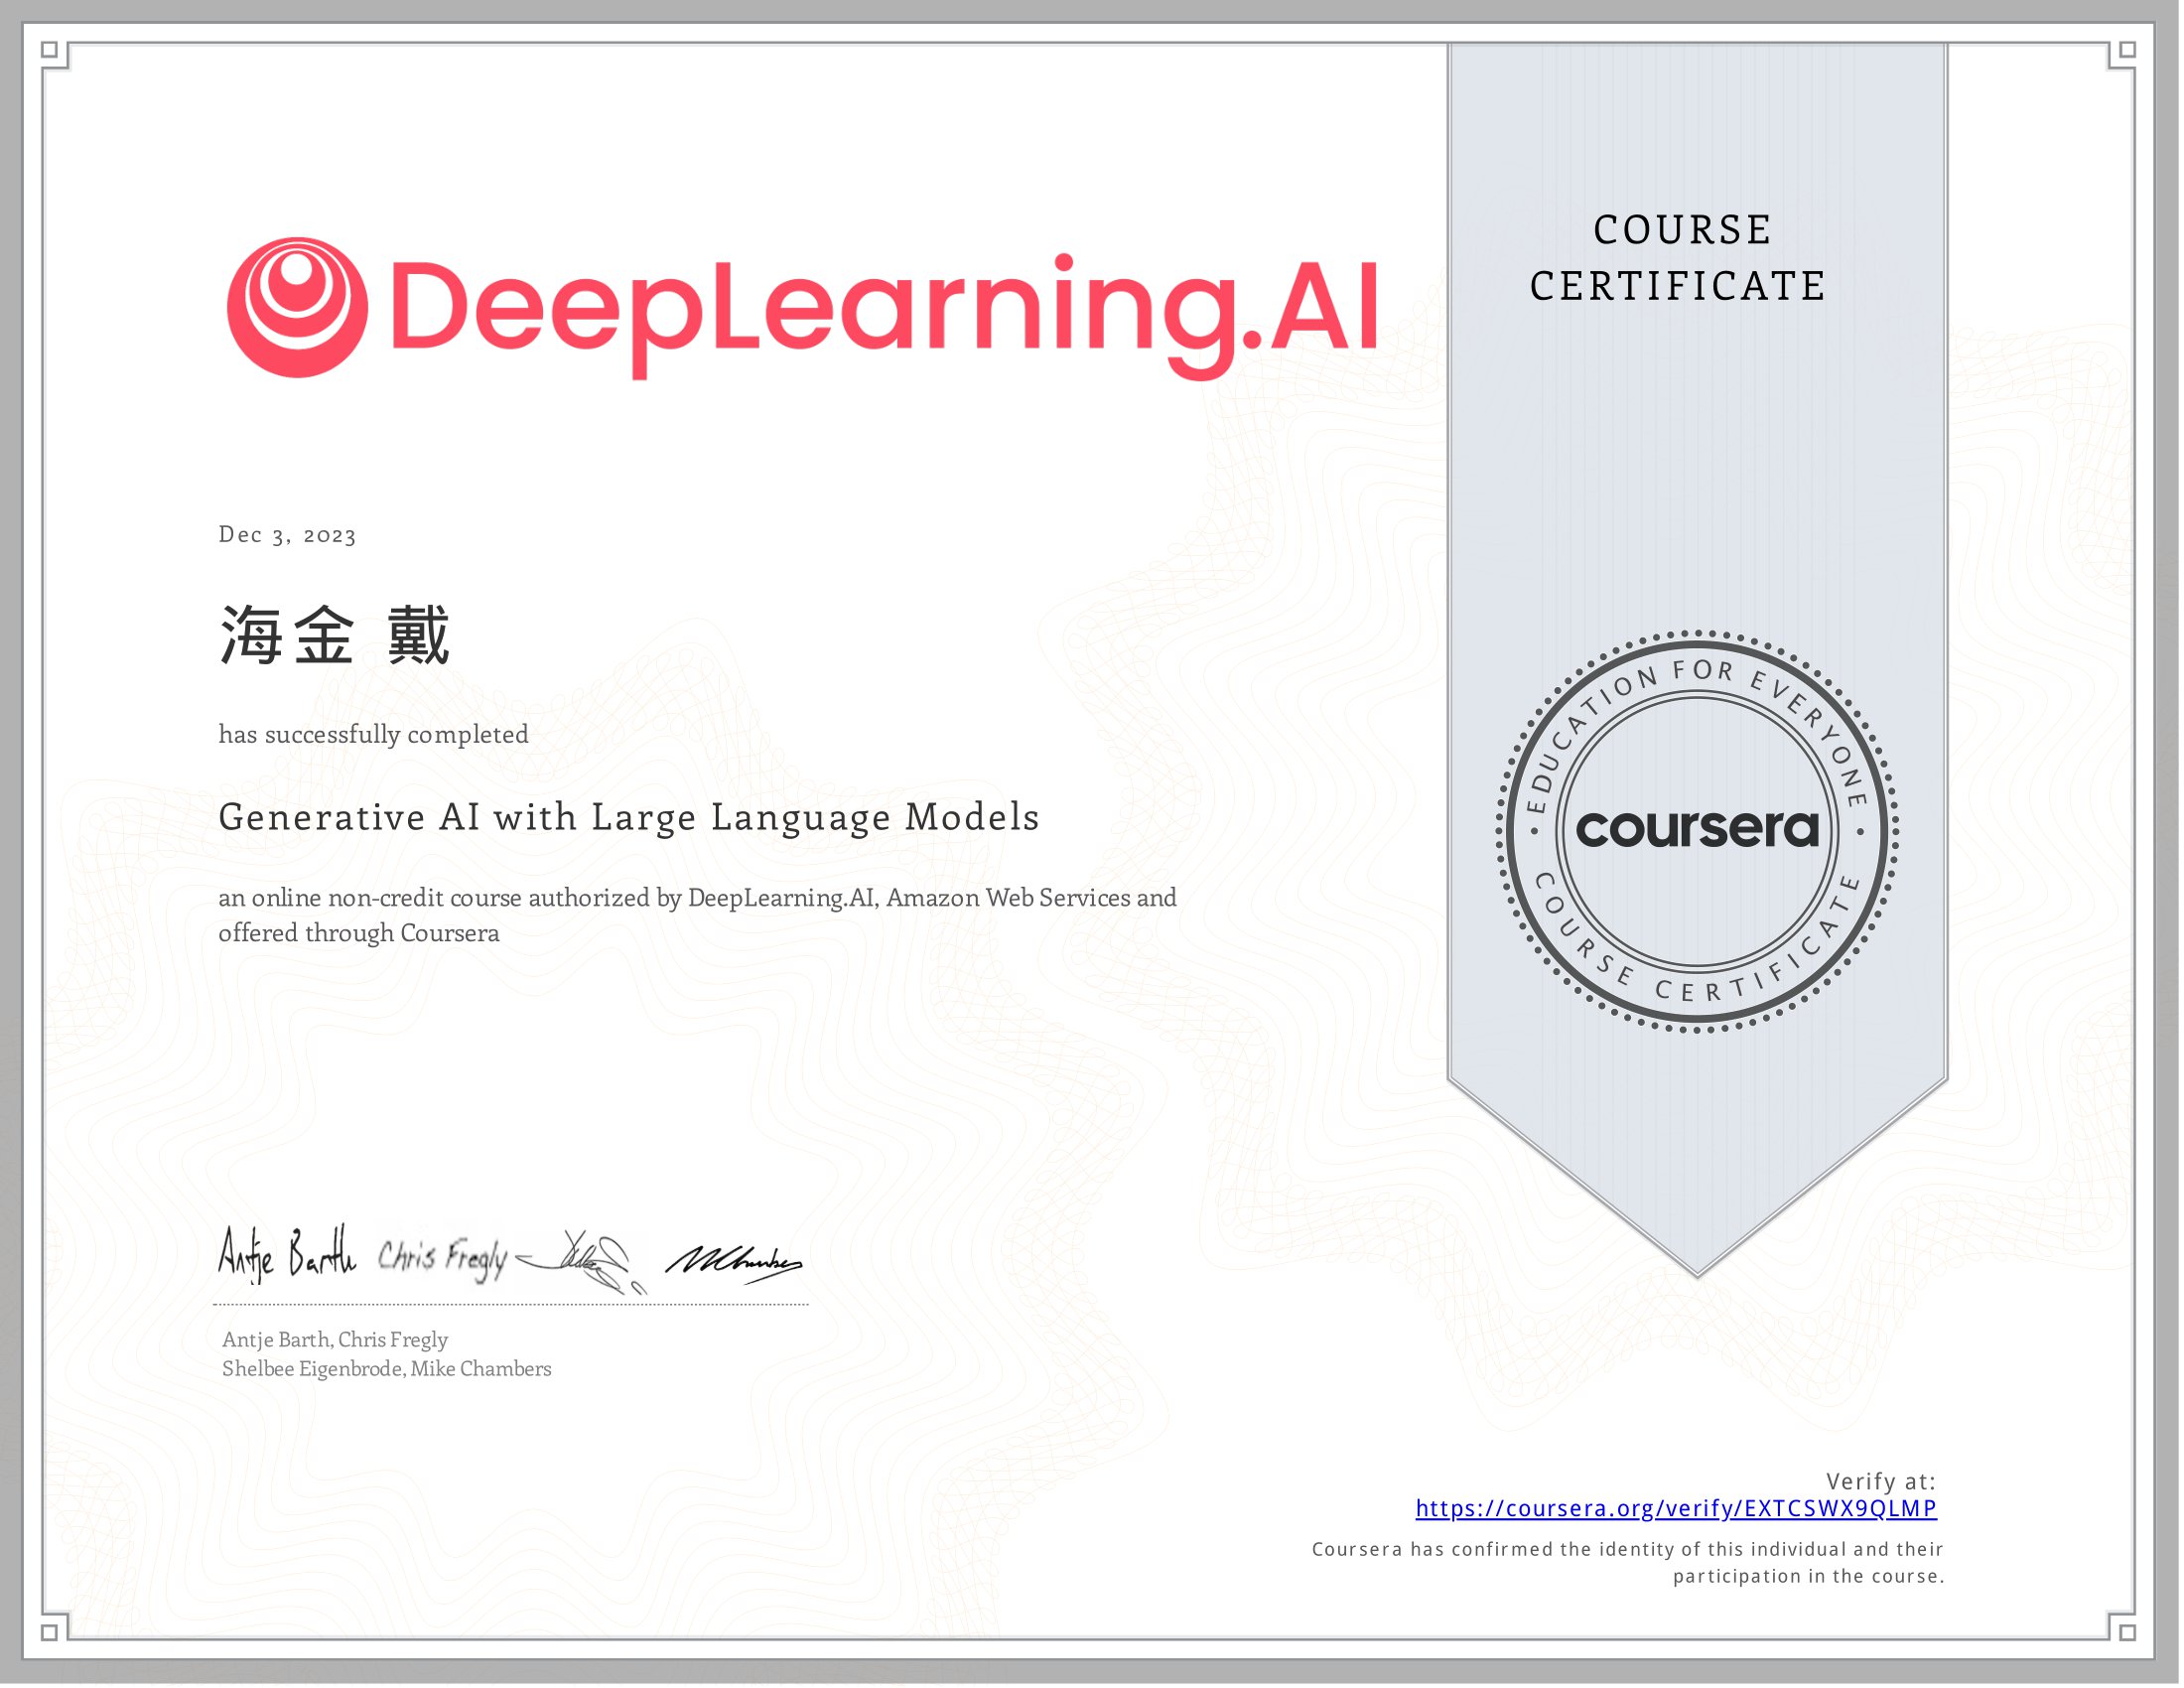 DeepLearning.AI
COURSE
CERTIFICATE
Dec 3, 2023
海金 戴
has successfully completed
Generative AI with Large Language Models
an online non-credit course authorized by DeepLearning.AI, Amazon Web Services and
offered through Coursera
EDUCATION FOR EVERYONE
coursera
COURSE CERTIFICATE
Antje Barth Chris Fregly
Antje Barth, Chris Fregly
Shelbee Eigenbrode, Mike Chambers
Verify at:
https://coursera.org/verify/EXTCSWX9QLMP
Coursera has confirmed the identity of this individual and their
participation in the course.